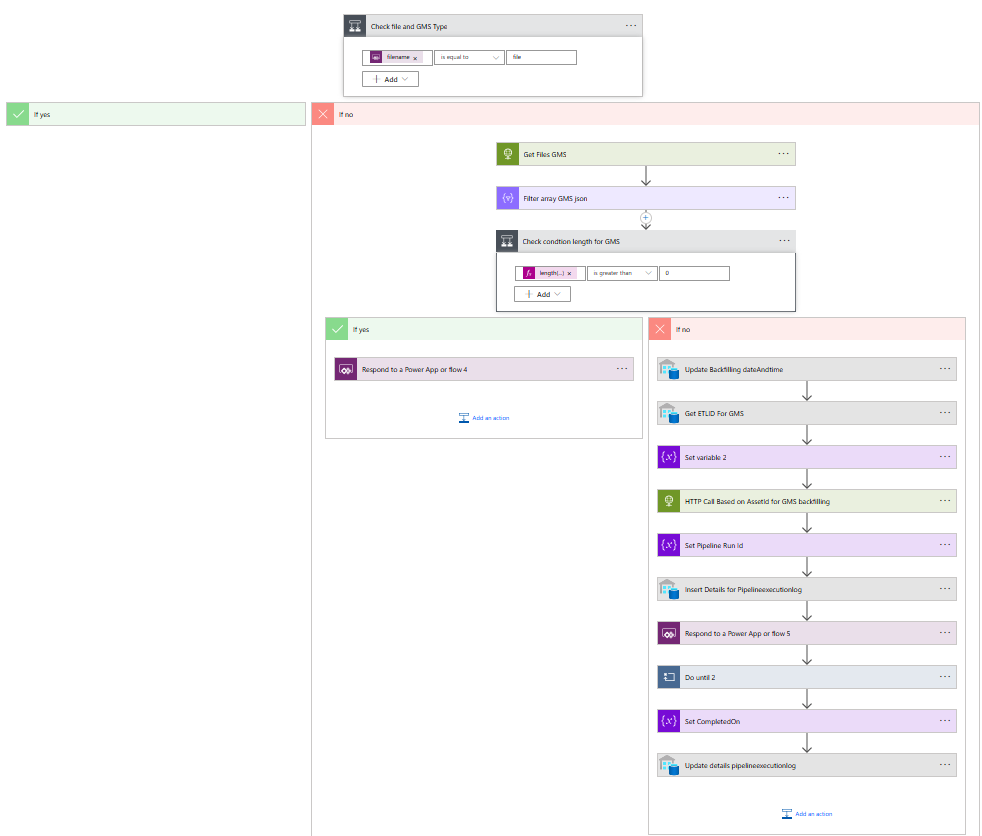 Check file and GMS Type
filename
is equal to
file
Add
If yes
If no
Get Files GMS
Filter array GMS json
Check condtion length for GMS
length(...)
is greater than
0
Add
If yes
Respond to a Power App or flow 4
Add an action
If no
Update Backfilling dateAndtime
Get ETLID For GMS
Set variable 2
HTTP Call Based on AssetId for GMS backfilling
Set Pipeline Run Id
Insert Details for Pipelineexecutionlog
Respond to a Power App or flow 5
Do until 2
Set CompletedOn
Update details pipelineexecutionlog
Add an action